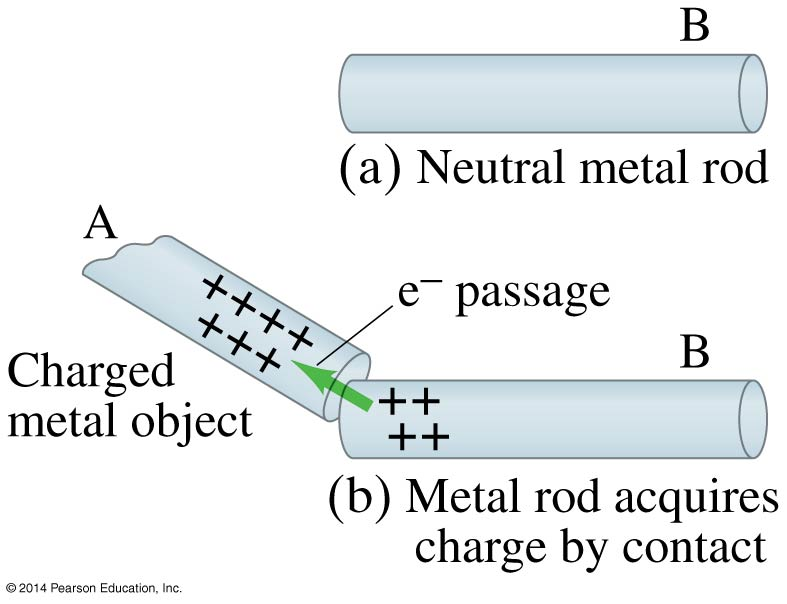 B
(a) Neutral metal rod
A
++++
+++
e– passage
Charged
metal object
B
++
++
(b) Metal rod acquires
charge by contact
© 2014 Pearson Education, Inc.